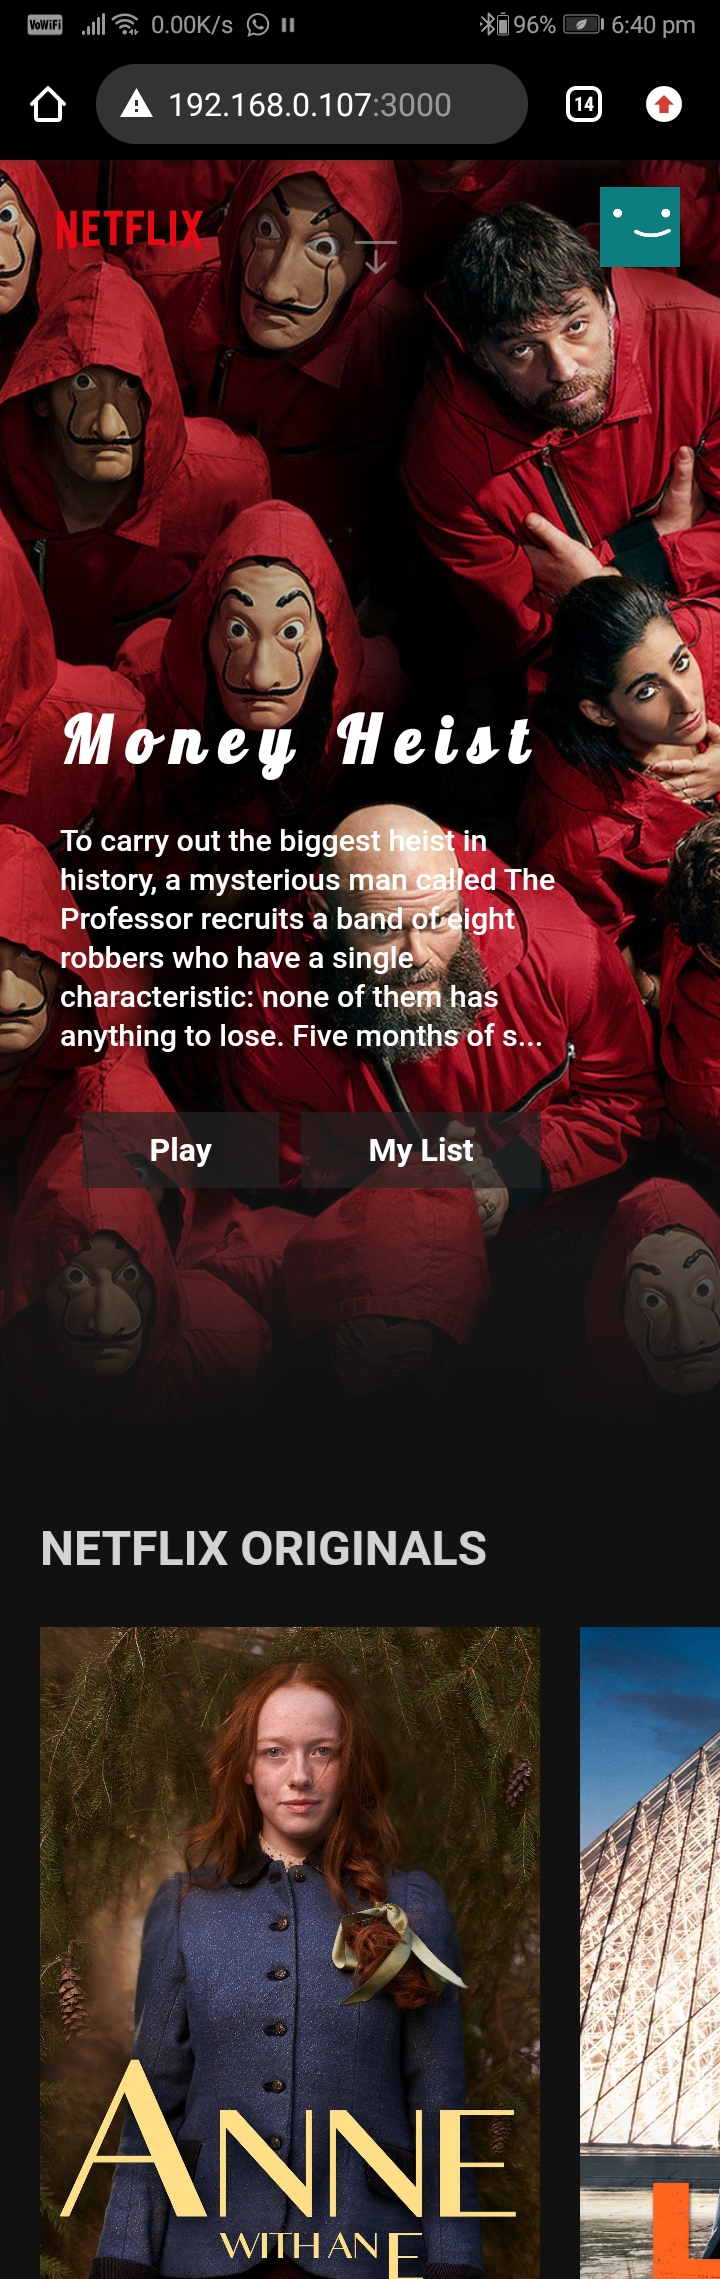 VoWiFi 0.00K/s 96% 6:40 pm
192.168.0.107:3000 14
NETFLIX
Money Heist
To carry out the biggest heist in
history, a mysterious man called The
Professor recruits a band of eight
robbers who have a single
characteristic: none of them has
anything to lose. Five months of s...
Play My List
NETFLIX ORIGINALS
ANNE
WITH AN E